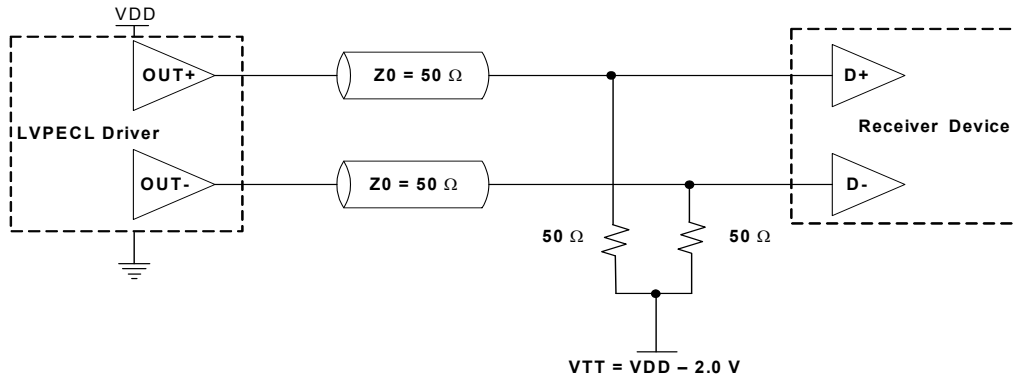 VDD
OUT+
Z0 = 50 Ω
D+
LVPECL Driver
Receiver Device
OUT-
Z0 = 50 Ω
D-
50 Ω
50 Ω
VTT = VDD – 2.0 V